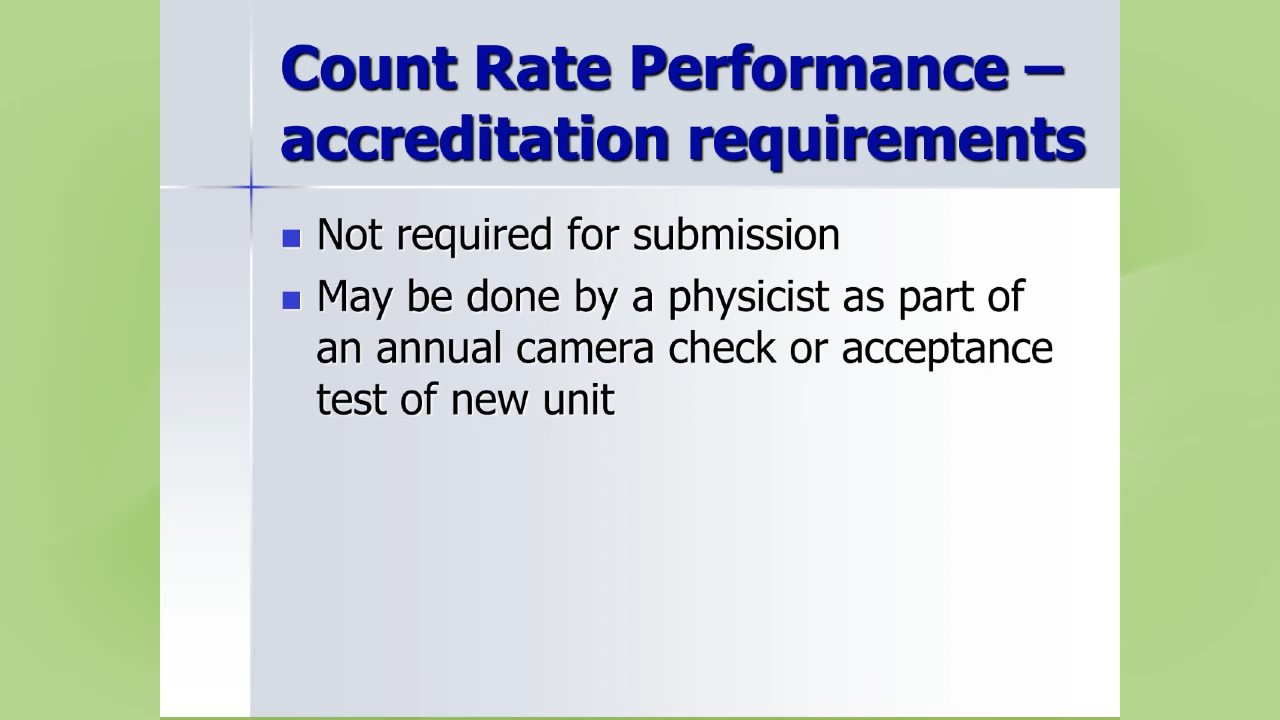 Count Rate Performance –
accreditation requirements
Not required for submission
May be done by a physicist as part of
an annual camera check or acceptance
test of new unit